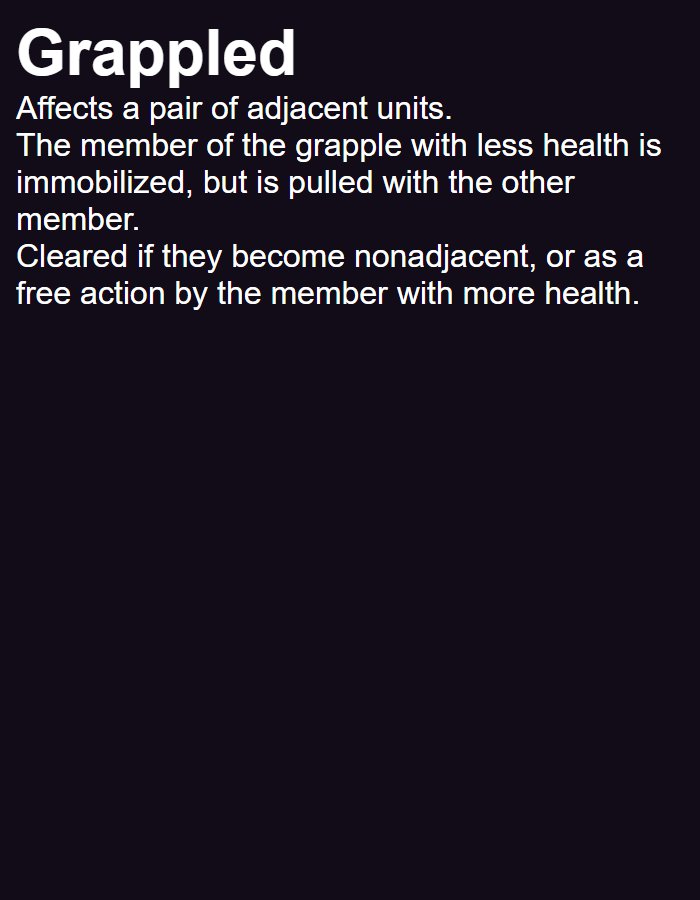 Grappled
Affects a pair of adjacent units.
The member of the grapple with less health is
immobilized, but is pulled with the other
member.
Cleared if they become nonadjacent, or as a
free action by the member with more health.